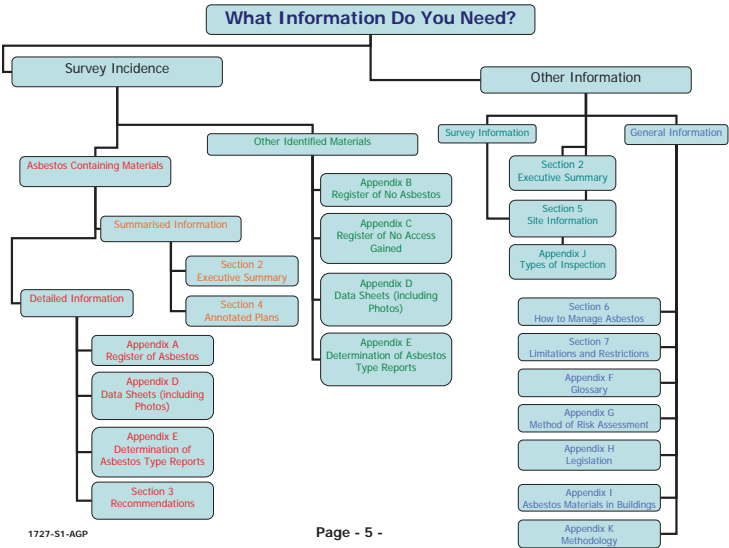 What Information Do You Need?
Survey Incidence
Other Information
Asbestos Containing Materials
Other Identified Materials
Survey Information
General Information
Summarised Information
Section 2
Executive Summary
Section 4
Annotated Plans
Detailed Information
Appendix A
Register of Asbestos
Appendix D
Data Sheets (including
Photos)
Appendix E
Determination of
Asbestos Type Reports
Section 3
Recommendations
Appendix B
Register of No Asbestos
Appendix C
Register of No Access
Gained
Appendix D
Data Sheets (including
Photos)
Appendix E
Determination of Asbestos
Type Reports
Section 2
Executive Summary
Section 5
Site Information
Appendix J
Types of Inspection
Section 6
How to Manage Asbestos
Section 7
Limitations and Restrictions
Appendix F
Glossary
Appendix G
Method of Risk Assessment
Appendix H
Legislation
Appendix I
Asbestos Materials in Buildings
Appendix K
Methodology
1727-S1-AGP
Page - 5 -